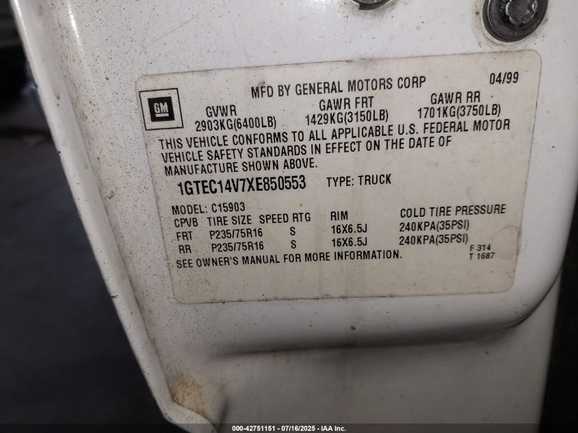 MFD BY GENERAL MOTORS CORP 04/99
GM
GVWR GAWR FRT GAWR RR
2903KG(6400LB) 1429KG(3150LB) 1701KG(3750LB)
THIS VEHICLE CONFORMS TO ALL APPLICABLE U.S. FEDERAL MOTOR
VEHICLE SAFETY STANDARDS IN EFFECT ON THE DATE OF
MANUFACTURE SHOWN ABOVE.
1GTEC14V7XE850553 TYPE: TRUCK
MODEL: C15903
CPVB TIRE SIZE SPEED RTG RIM COLD TIRE PRESSURE
FRT P235/75R16 S 16X6.5J 240KPA(35PSI)
RR P235/75R16 S 16X6.5J 240KPA(35PSI)
SEE OWNER'S MANUAL FOR MORE INFORMATION.
F 314
T 1687
000-42751151 - 07/16/2025 - IAA Inc.